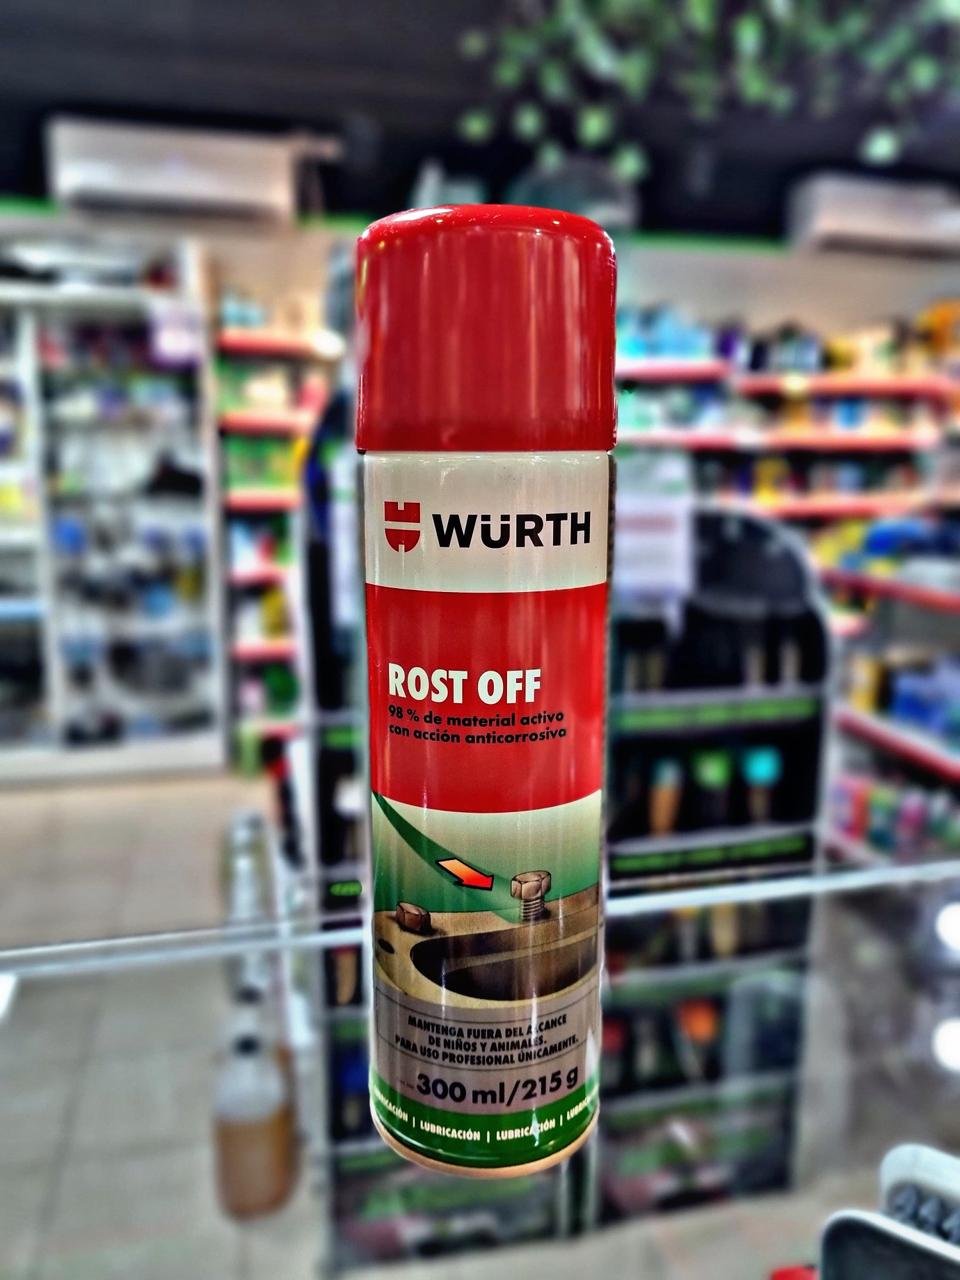 WÜRTH
ROST OFF
98 % de material activo
con acción anticorrosiva
MANTENGA FUERA DEL ALCANCE
DE NIÑOS Y ANIMALES.
PARA USO PROFESIONAL ÚNICAMENTE.
300 ml/215 g
LUBRICACIÓN | LUBRICACIÓN | LUBRICACIÓN